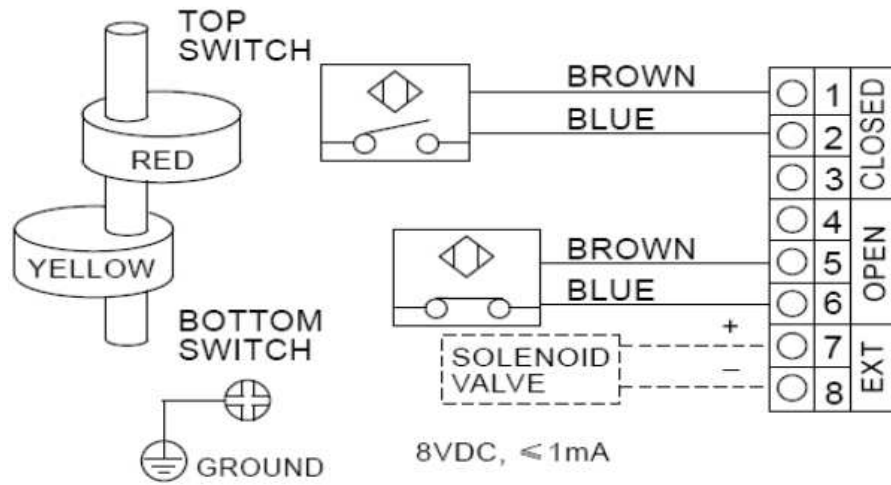 TOP
SWITCH
RED
YELLOW
BOTTOM
SWITCH
GROUND
BROWN
BLUE
BROWN
BLUE
SOLENOID
VALVE
+
–
8VDC, ⩽1mA
1
2
3
CLOSED
4
5
6
OPEN
7
8
EXT